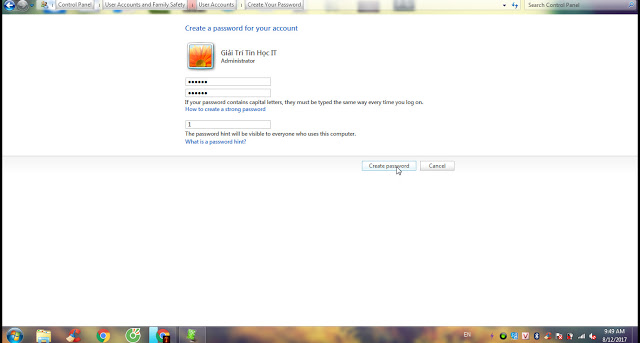 Control Panel User Accounts and Family Safety User Accounts Create Your Password
Search Control Panel
Create a password for your account
Giải Trí Tin Học IT
Administrator
••••••
••••••
If your password contains capital letters, they must be typed the same way every time you log on.
How to create a strong password
1
The password hint will be visible to everyone who uses this computer.
What is a password hint?
Create password Cancel
EN
9:49 AM
8/12/2017